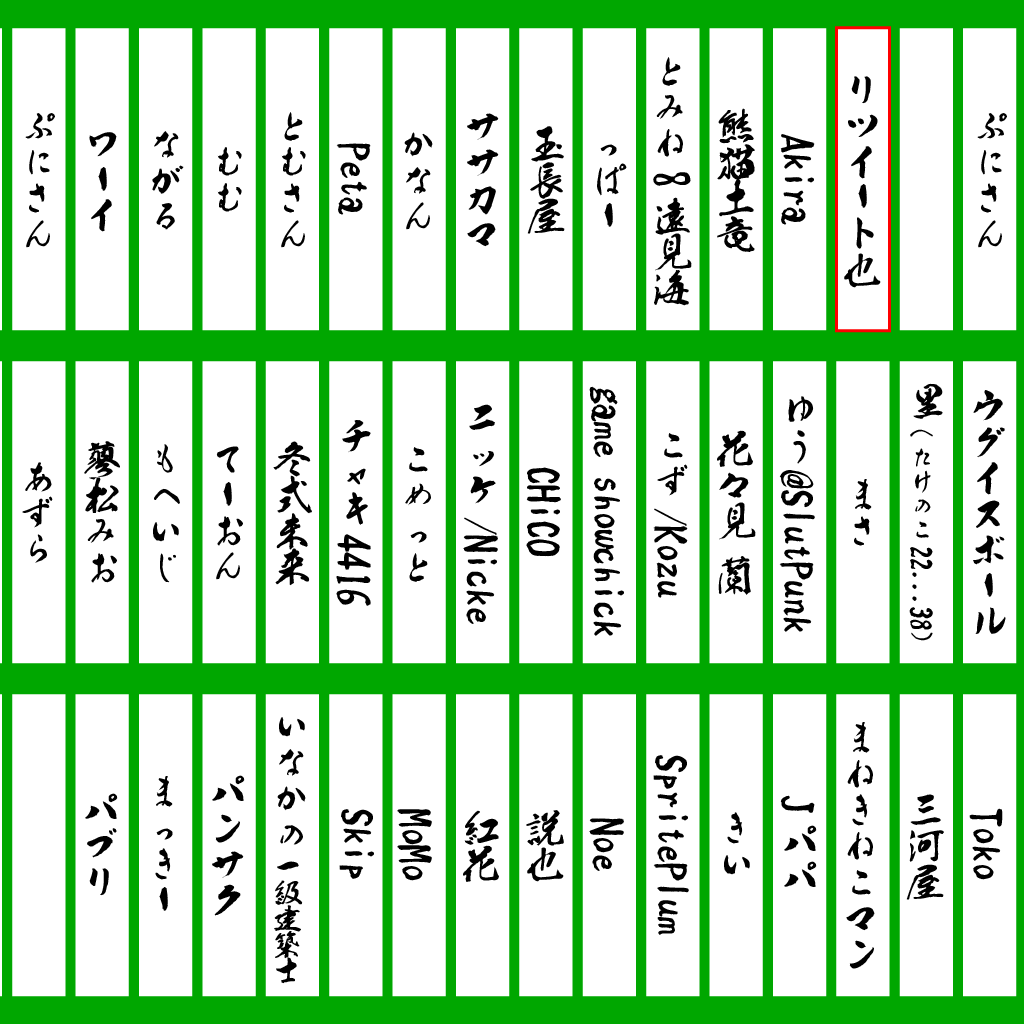 ぷにさん
リツイート也
Akira
熊猫土竜
とみね∞遠見海
っぱー
玉長屋
ササカマ
かなん
Peta
とむさん
むむ
ながる
ワーイ
ぷにさん
ウグイスボール
里(たけのこ22...38)
まさ
ゆう@SlutPunk
花々見 蘭
こず/Kozu
game showchick
CHiCO
ニッケ/Nicke
こめっと
チャキ4416
冬式未来
てーおん
もへいじ
蓼松みお
あずら
Toko
三河屋
まねきねこマン
Jパパ
きい
SpritePlum
Noe
説也
紅花
MoMo
Skip
いなかの一級建築士
パンサク
まっきー
パブリ